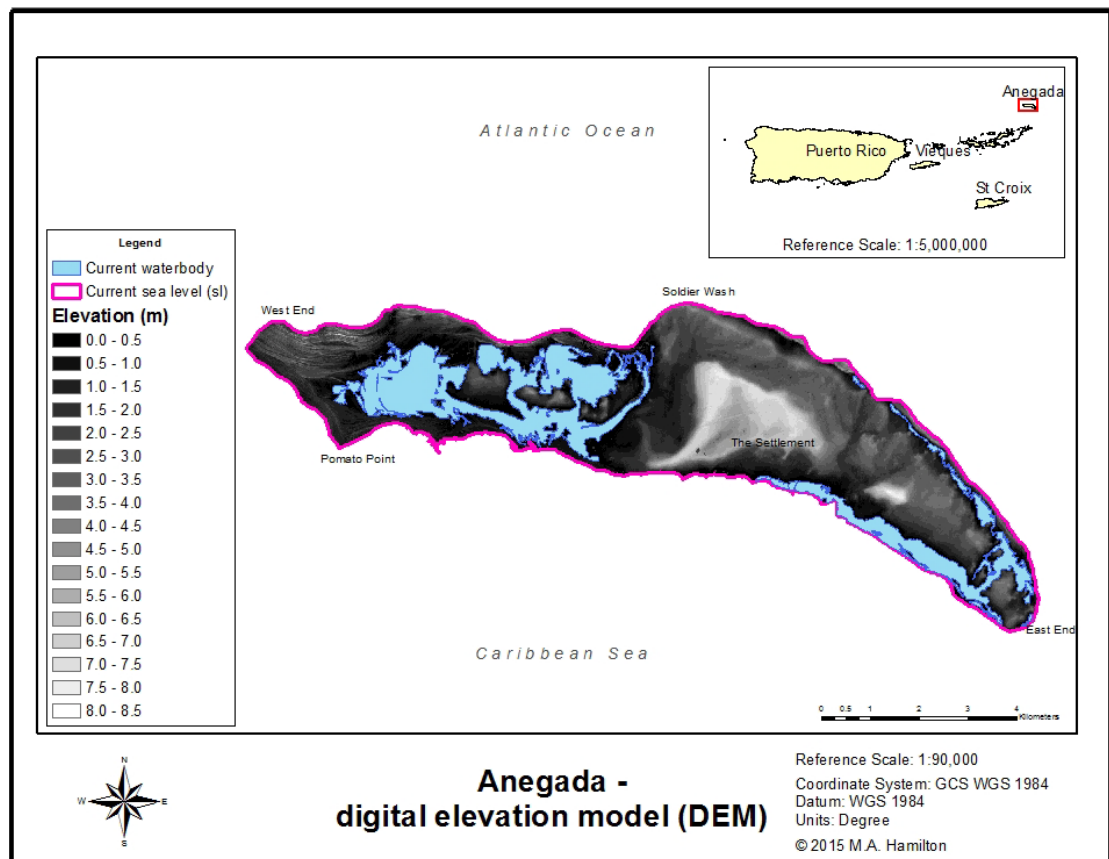 Atlantic Ocean
Anegada
Puerto Rico
Vieques
St Croix
Reference Scale: 1:5,000,000
Legend
Current waterbody
Current sea level (sl)
Elevation (m)
0.0 - 0.5
0.5 - 1.0
1.0 - 1.5
1.5 - 2.0
2.0 - 2.5
2.5 - 3.0
3.0 - 3.5
3.5 - 4.0
4.0 - 4.5
4.5 - 5.0
5.0 - 5.5
5.5 - 6.0
6.0 - 6.5
6.5 - 7.0
7.0 - 7.5
7.5 - 8.0
8.0 - 8.5
West End
Soldier Wash
Pomato Point
The Settlement
East End
Caribbean Sea
0 0.5 1 2 3 4
Kilometers
N
W E
S
Anegada -
digital elevation model (DEM)
Reference Scale: 1:90,000
Coordinate System: GCS WGS 1984
Datum: WGS 1984
Units: Degree
© 2015 M.A. Hamilton